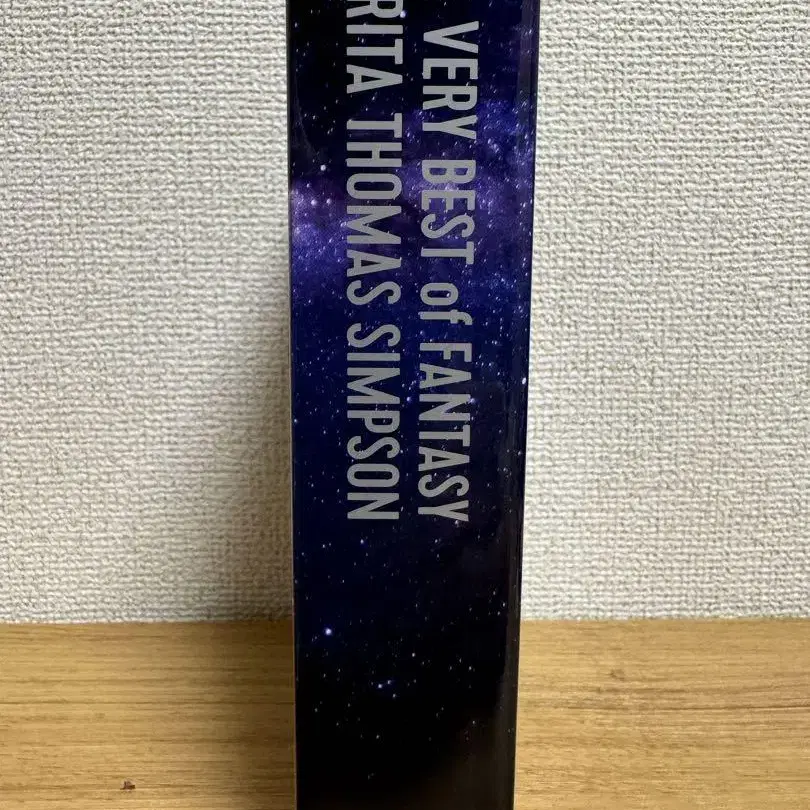 VERY BEST of FANTASY
RITA THOMAS SIMPSON